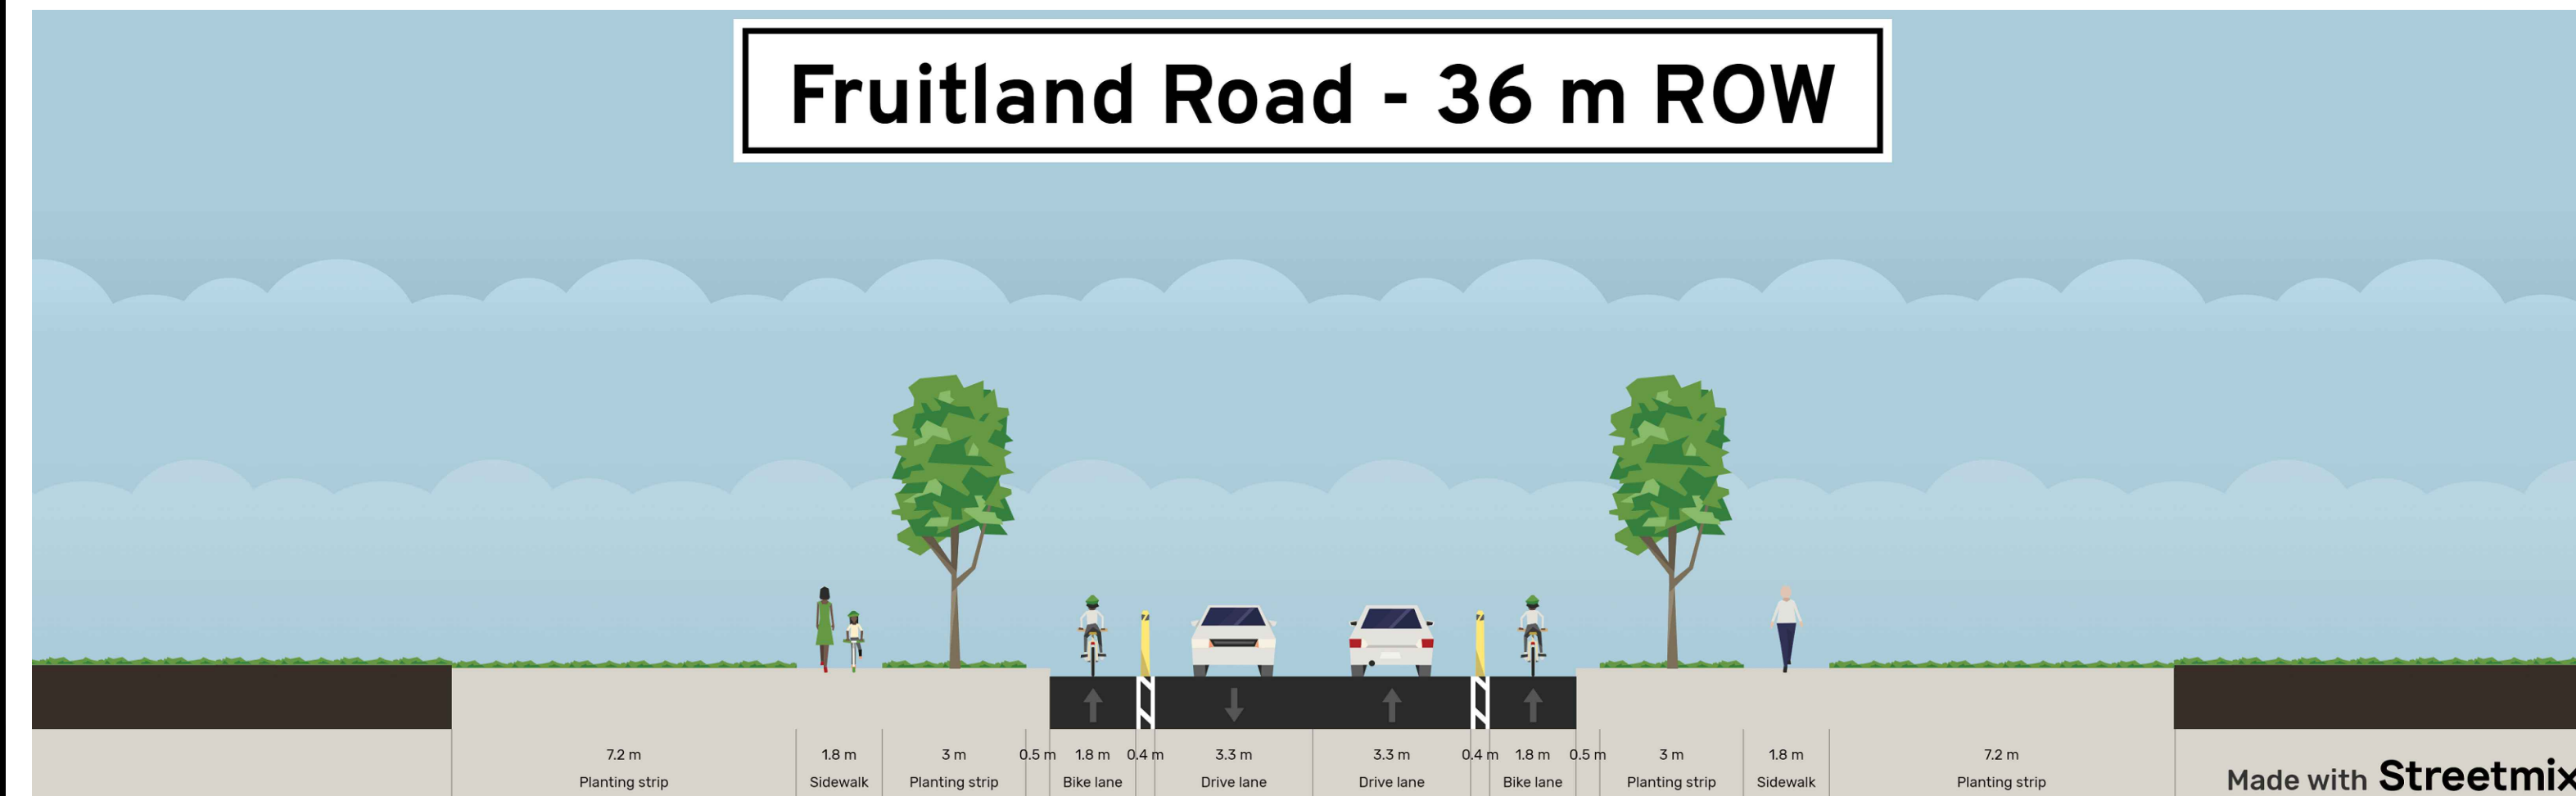 Fruitland Road - 36 m ROW
7.2 m 1.8 m 3 m 0.5 m 1.8 m 0.4 m 3.3 m 3.3 m 0.4 m 1.8 m 0.5 m 3 m 1.8 m 7.2 m
Planting strip Sidewalk Planting strip Bike lane Drive lane Drive lane Bike lane Planting strip Sidewalk Planting strip
Made with Streetmix